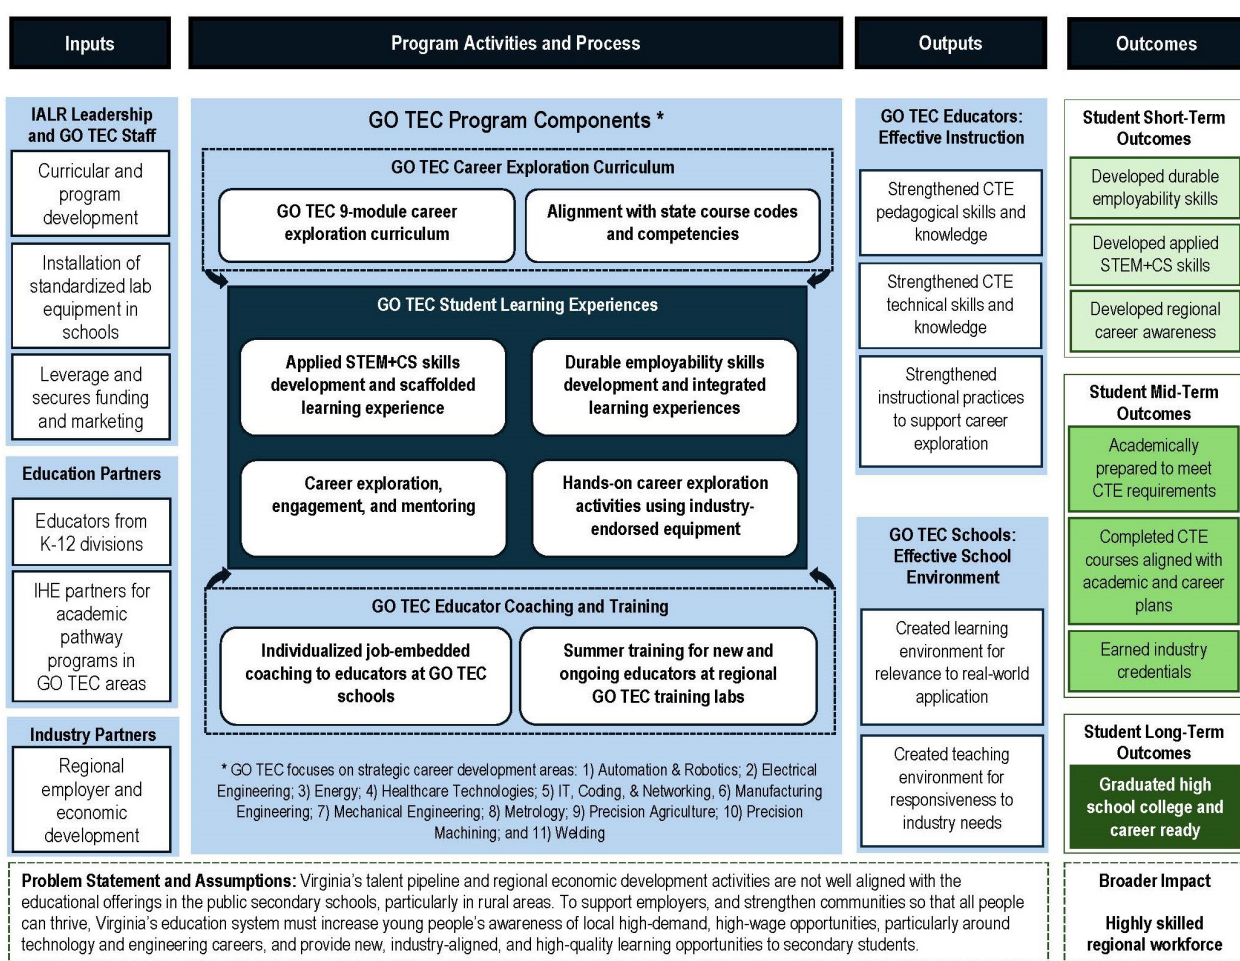 Inputs
Program Activities and Process
Outputs
Outcomes
IALR Leadership
and GO TEC Staff
Curricular and
program
development
Installation of
standardized lab
equipment in
schools
Leverage and
secures funding
and marketing
Education Partners
Educators from
K-12 divisions
IHE partners for
academic
pathway
programs in
GO TEC areas
Industry Partners
Regional
employer and
economic
development
GO TEC Program Components *
GO TEC Career Exploration Curriculum
GO TEC 9-module career
exploration curriculum
Alignment with state course codes
and competencies
GO TEC Student Learning Experiences
Applied STEM+CS skills
development and scaffolded
learning experience
Durable employability skills
development and integrated
learning experiences
Career exploration,
engagement, and mentoring
Hands-on career exploration
activities using industry-
endorsed equipment
GO TEC Educator Coaching and Training
Individualized job-embedded
coaching to educators at GO TEC
schools
Summer training for new and
ongoing educators at regional
GO TEC training labs
* GO TEC focuses on strategic career development areas: 1) Automation & Robotics; 2) Electrical
Engineering; 3) Energy; 4) Healthcare Technologies; 5) IT, Coding, & Networking, 6) Manufacturing
Engineering; 7) Mechanical Engineering; 8) Metrology; 9) Precision Agriculture; 10) Precision
Machining; and 11) Welding
GO TEC Educators:
Effective Instruction
Strengthened CTE
pedagogical skills and
knowledge
Strengthened CTE
technical skills and
knowledge
Strengthened
instructional practices
to support career
exploration
GO TEC Schools:
Effective School
Environment
Created learning
environment for
relevance to real-world
application
Created teaching
environment for
responsiveness to
industry needs
Student Short-Term
Outcomes
Developed durable
employability skills
Developed applied
STEM+CS skills
Developed regional
career awareness
Student Mid-Term
Outcomes
Academically
prepared to meet
CTE requirements
Completed CTE
courses aligned with
academic and career
plans
Earned industry
credentials
Student Long-Term
Outcomes
Graduated high
school college and
career ready
Problem Statement and Assumptions: Virginia's talent pipeline and regional economic development activities are not well aligned with the
educational offerings in the public secondary schools, particularly in rural areas. To support employers, and strengthen communities so that all people
can thrive, Virginia's education system must increase young people's awareness of local high-demand, high-wage opportunities, particularly around
technology and engineering careers, and provide new, industry-aligned, and high-quality learning opportunities to secondary students.
Broader Impact
Highly skilled
regional workforce